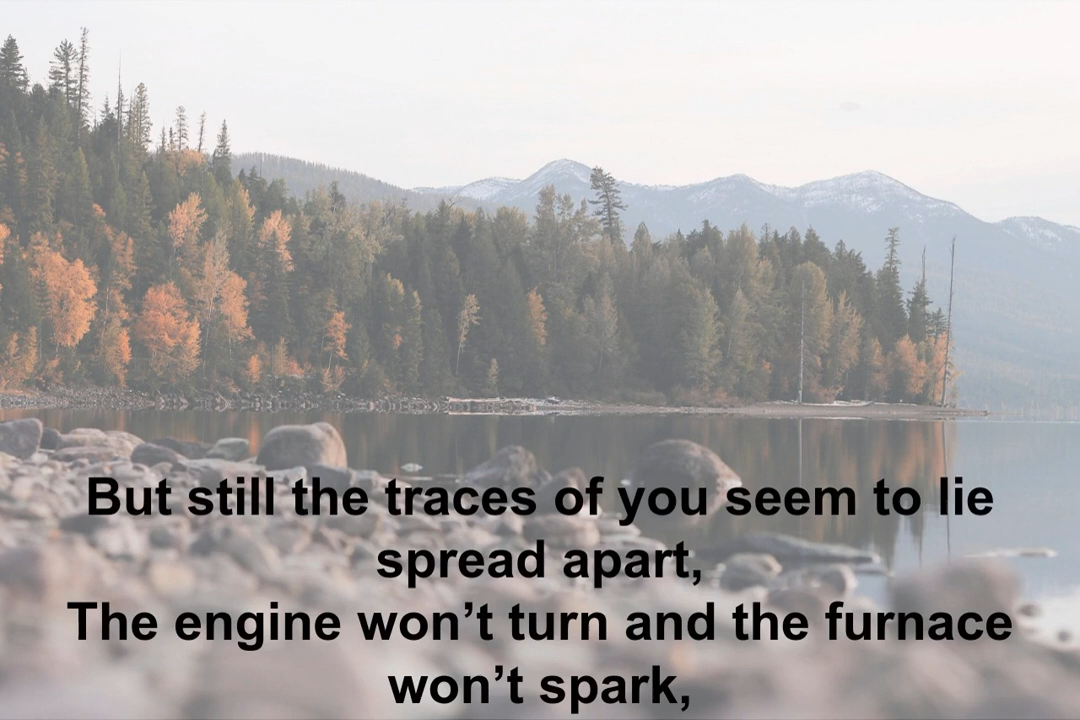 But still the traces of you seem to lie
spread apart,
The engine won’t turn and the furnace
won’t spark,